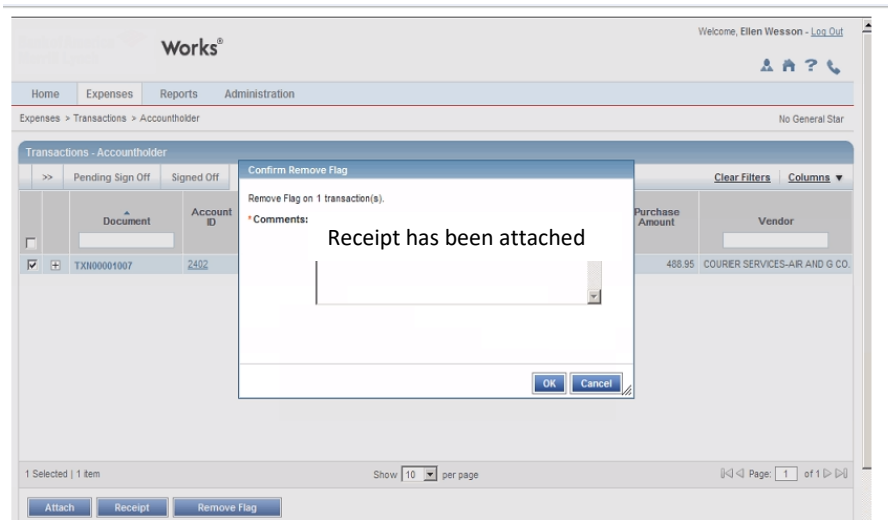 Welcome, Ellen Wesson - Log Out
Works®
Home Expenses Reports Administration
Expenses > Transactions > Accountholder No General Star
Transactions - Accountholder
>> Pending Sign Off Signed Off Clear Filters Columns ▼
Document Account ID Purchase Amount Vendor
TXN00001007 2402 488.95 COURIER SERVICES-AIR AND G CO.
Confirm Remove Flag
Remove Flag on 1 transaction(s).
*Comments:
Receipt has been attached
OK Cancel
1 Selected | 1 item Show 10 per page Page: 1 of 1
Attach Receipt Remove Flag